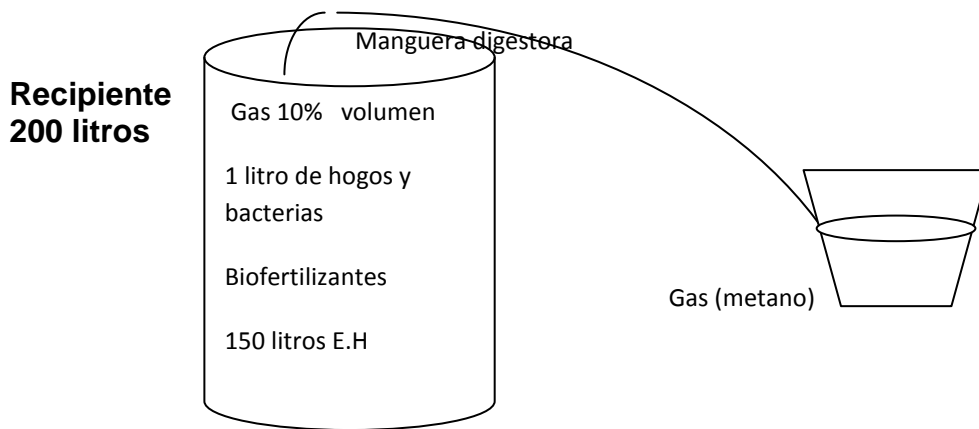 Manguera digestora
Recipiente
200 litros
Gas 10% volumen
1 litro de hogos y
bacterias
Biofertilizantes
150 litros E.H
Gas (metano)